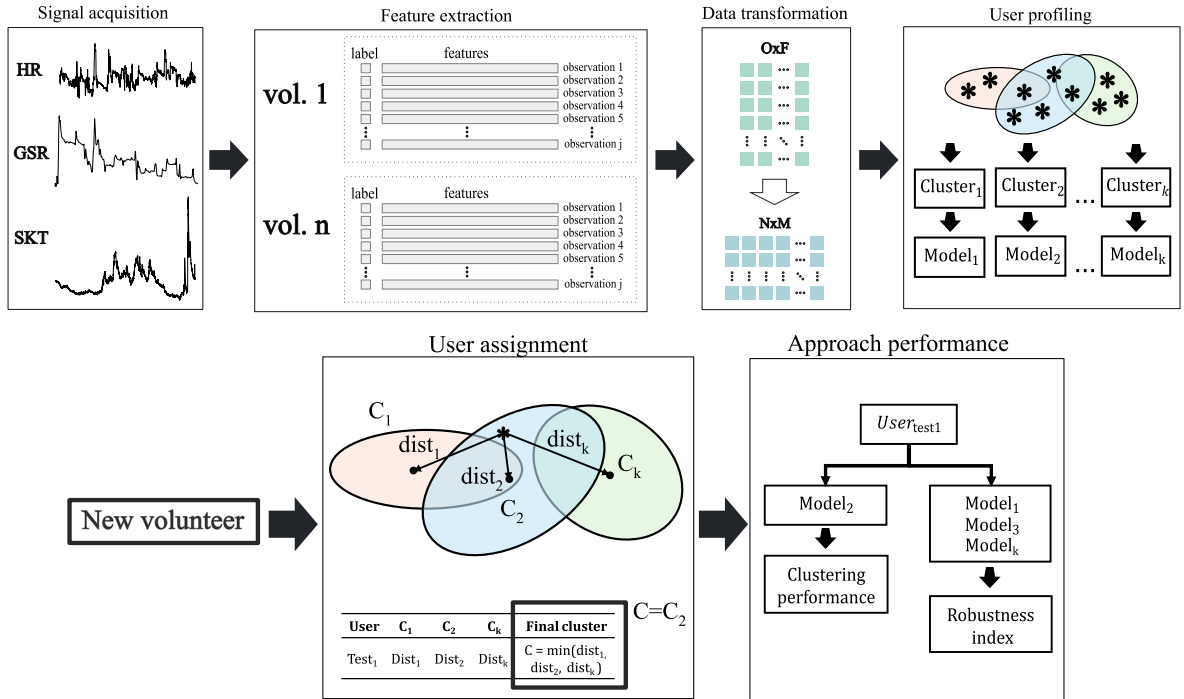 Signal acquisition
HR
GSR
SKT
Feature extraction
vol. 1
label features
observation 1
observation 2
observation 3
observation 4
observation 5
observation j
vol. n
label features
observation 1
observation 2
observation 3
observation 4
observation 5
observation j
Data transformation
OxF
NxM
User profiling
Cluster₁ Cluster₂ ... Clusterₖ
Model₁ Model₂ ... Modelₖ
New volunteer
User assignment
C₁
dist₁
dist₂
distₖ
C₂
Cₖ
C=C₂
User C₁ C₂ Cₖ Final cluster
Test₁ Dist₁ Dist₂ Distₖ C = min(dist₁,
dist₂, distₖ)
Approach performance
User_test1
Model₂
Clustering
performance
Model₁
Model₃
Modelₖ
Robustness
index